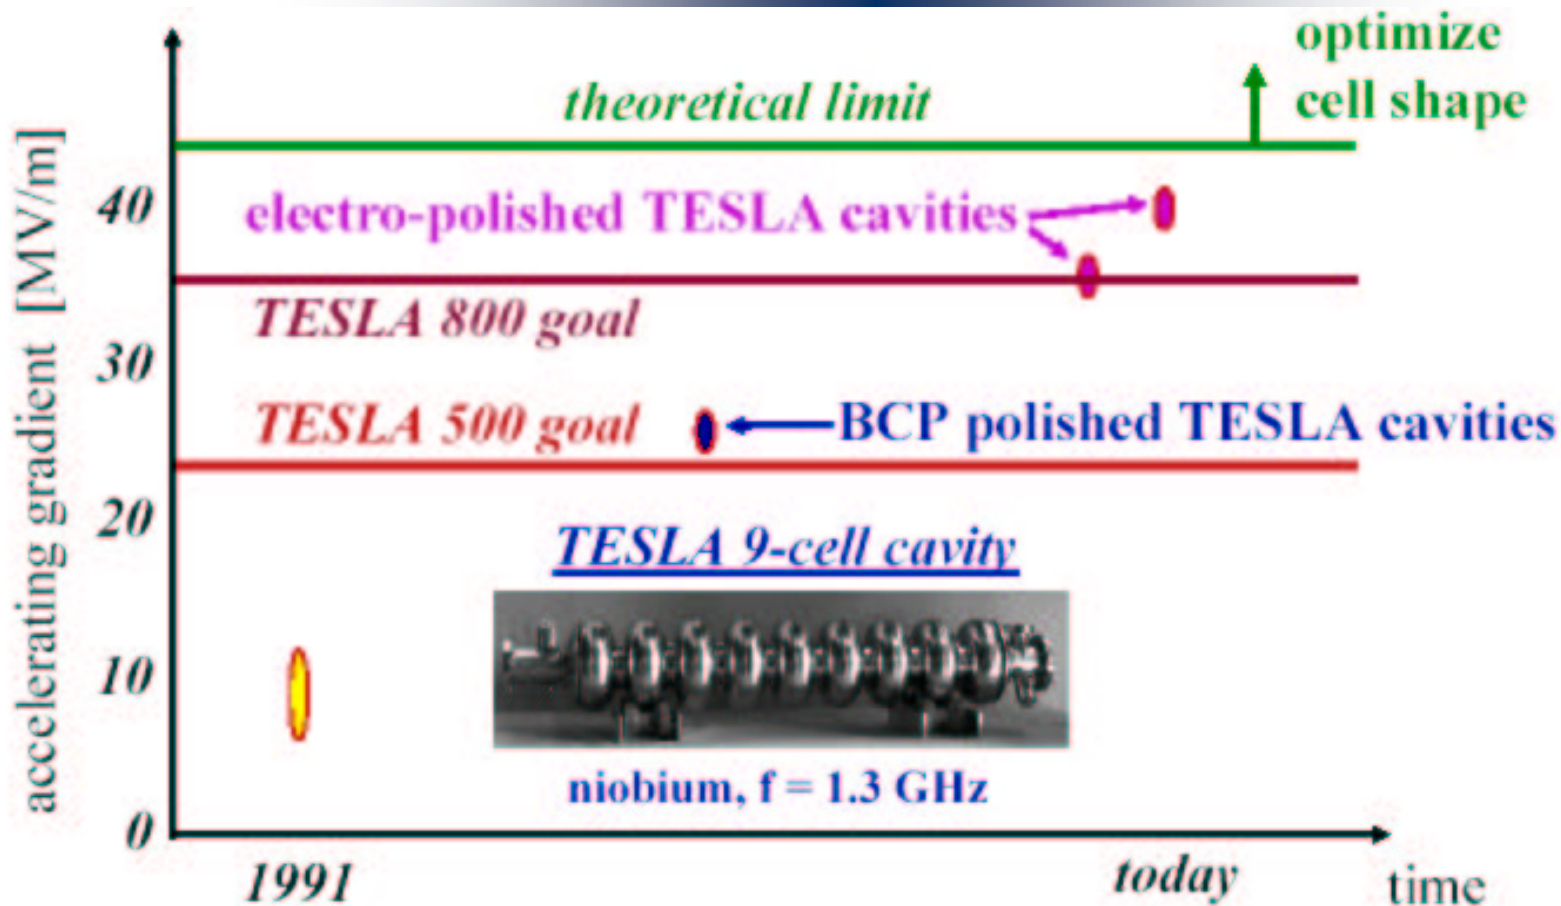 optimize
cell shape
theoretical limit
accelerating gradient [MV/m]
40
electro-polished TESLA cavities
TESLA 800 goal
30
TESLA 500 goal
BCP polished TESLA cavities
20
TESLA 9-cell cavity
10
niobium, f = 1.3 GHz
0
1991
today
time